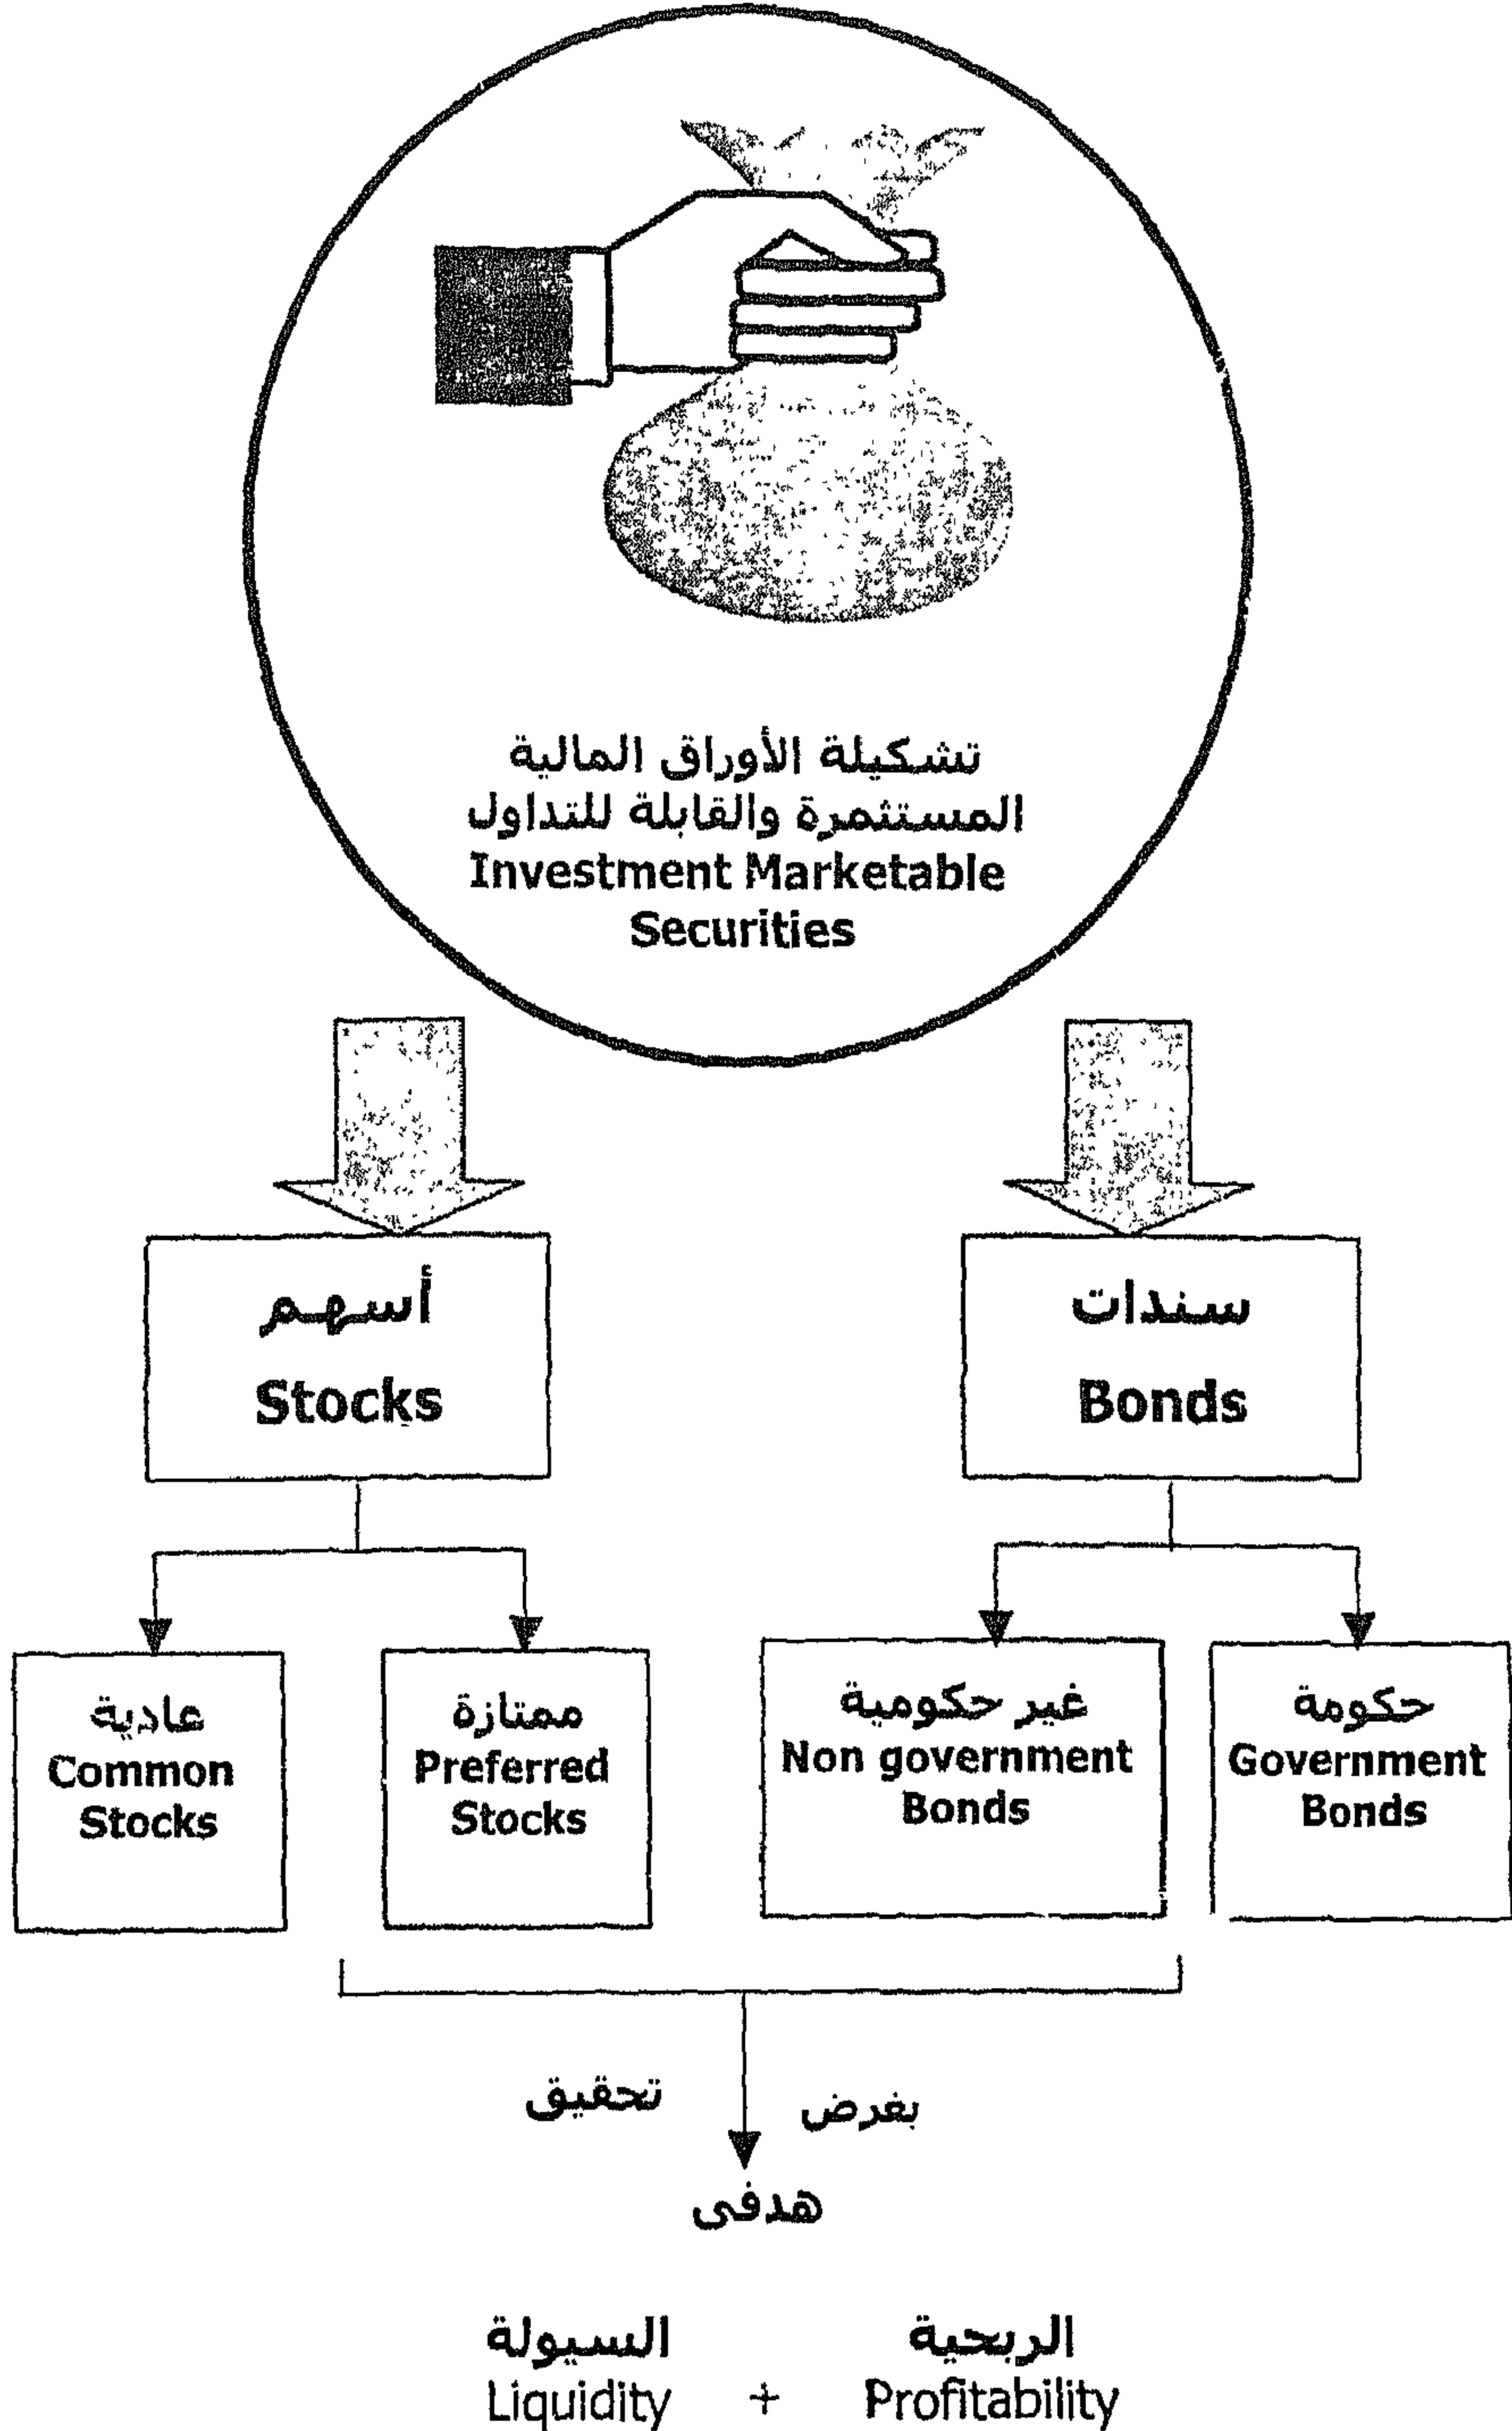 تشكيلة الأوراق المالية
المستثمرة والقابلة للتداول
Investment Marketable
Securities
سندات
Bonds
أسهم
Stocks
حكومة
Government
Bonds
غير حكومية
Non government
Bonds
ممتازة
Preferred
Stocks
عادية
Common
Stocks
بغرض تحقيق
هدفى
الربحية السيولة
Liquidity + Profitability